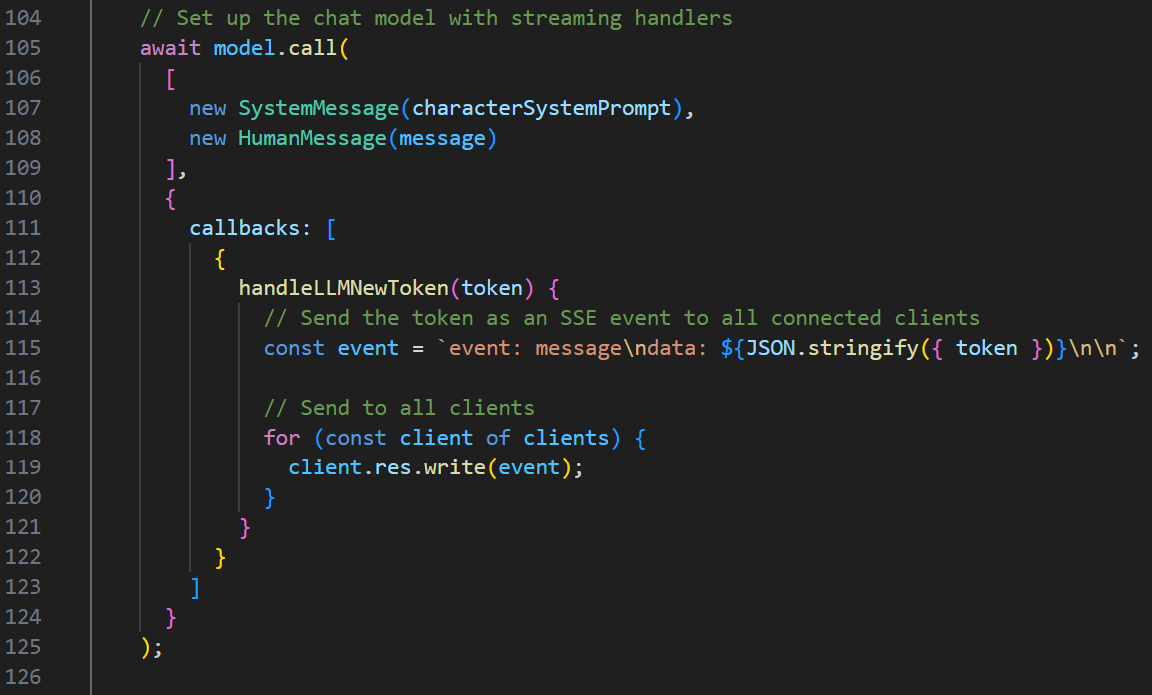 104 // Set up the chat model with streaming handlers
105 await model.call(
106 [
107 new SystemMessage(characterSystemPrompt),
108 new HumanMessage(message)
109 ],
110 {
111 callbacks: [
112 {
113 handleLLMNewToken(token) {
114 // Send the token as an SSE event to all connected clients
115 const event = `event: message\ndata: ${JSON.stringify({ token })}\n\n`;
116
117 // Send to all clients
118 for (const client of clients) {
119 client.res.write(event);
120 }
121 }
122 }
123 ]
124 }
125 );
126